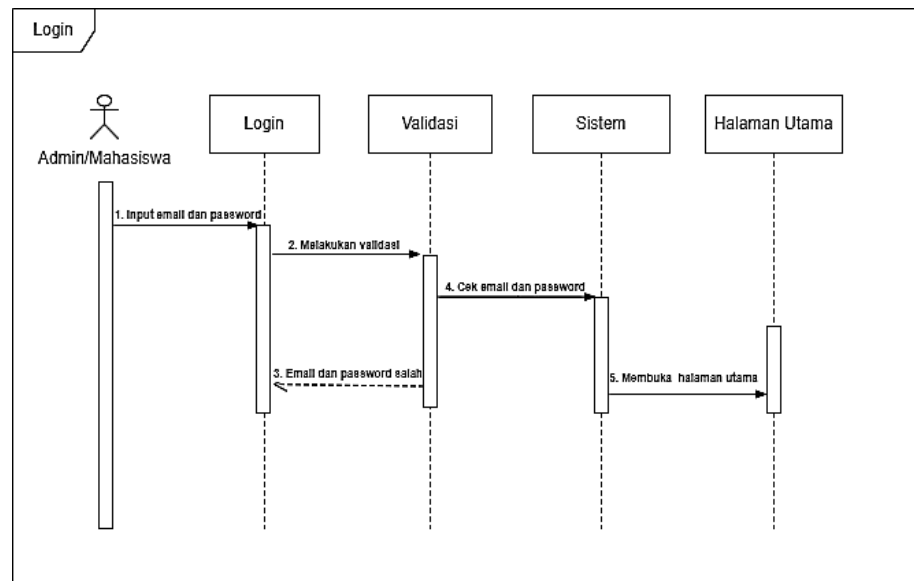 Login
Admin/Mahasiswa
Login
Validasi
Sistem
Halaman Utama
1. Input email dan password
2. Melakukan validasi
4. Cek email dan password
3. Email dan password salah
5. Membuka halaman utama